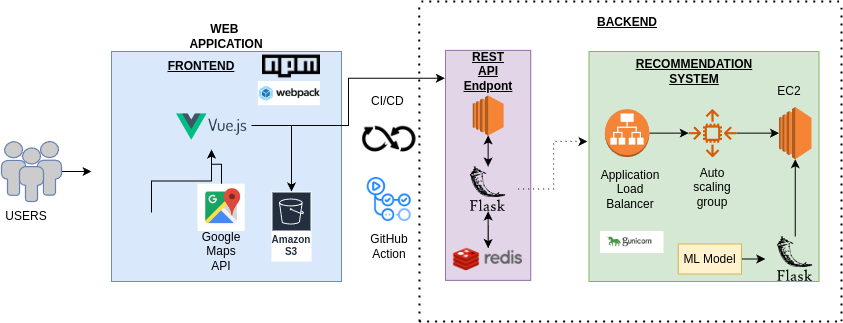 WEB
APPICATION
FRONTEND
npm
webpack
Vue.js
USERS
Google
Maps
API
Amazon
S3
CI/CD
GitHub
Action
BACKEND
REST
API
Endpont
Flask
redis
RECOMMENDATION
SYSTEM
EC2
Application
Load
Balancer
Auto
scaling
group
gunicorn
ML Model
Flask